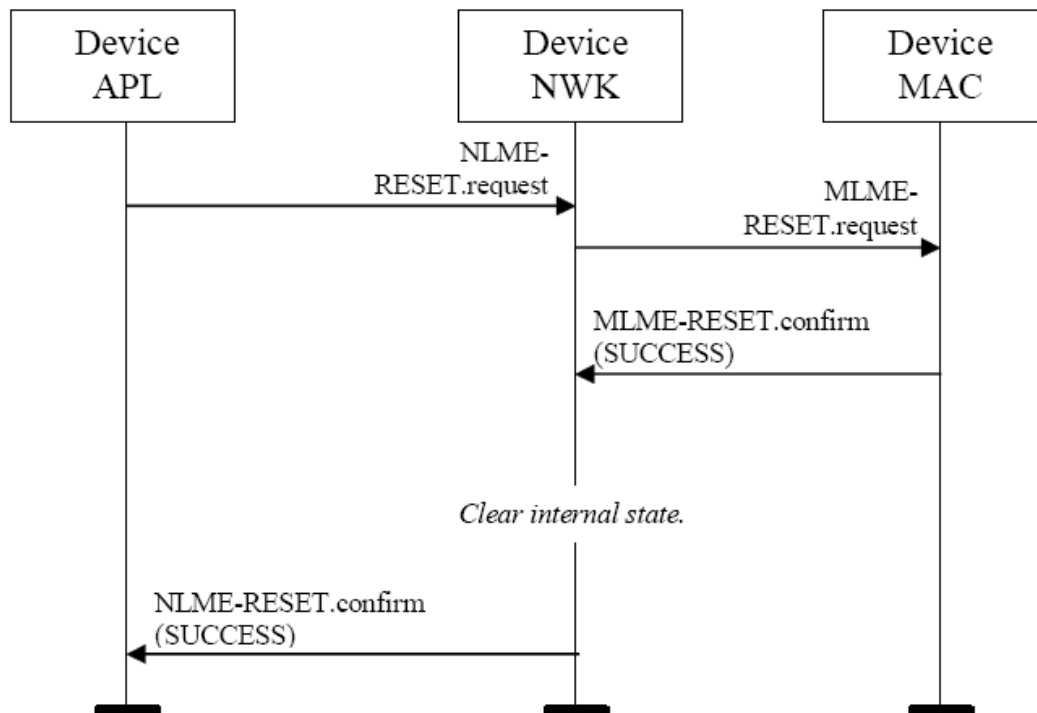 Device
APL
Device
NWK
Device
MAC
NLME-
RESET.request
MLME-
RESET.request
MLME-RESET.confirm
(SUCCESS)
Clear internal state.
NLME-RESET.confirm
(SUCCESS)